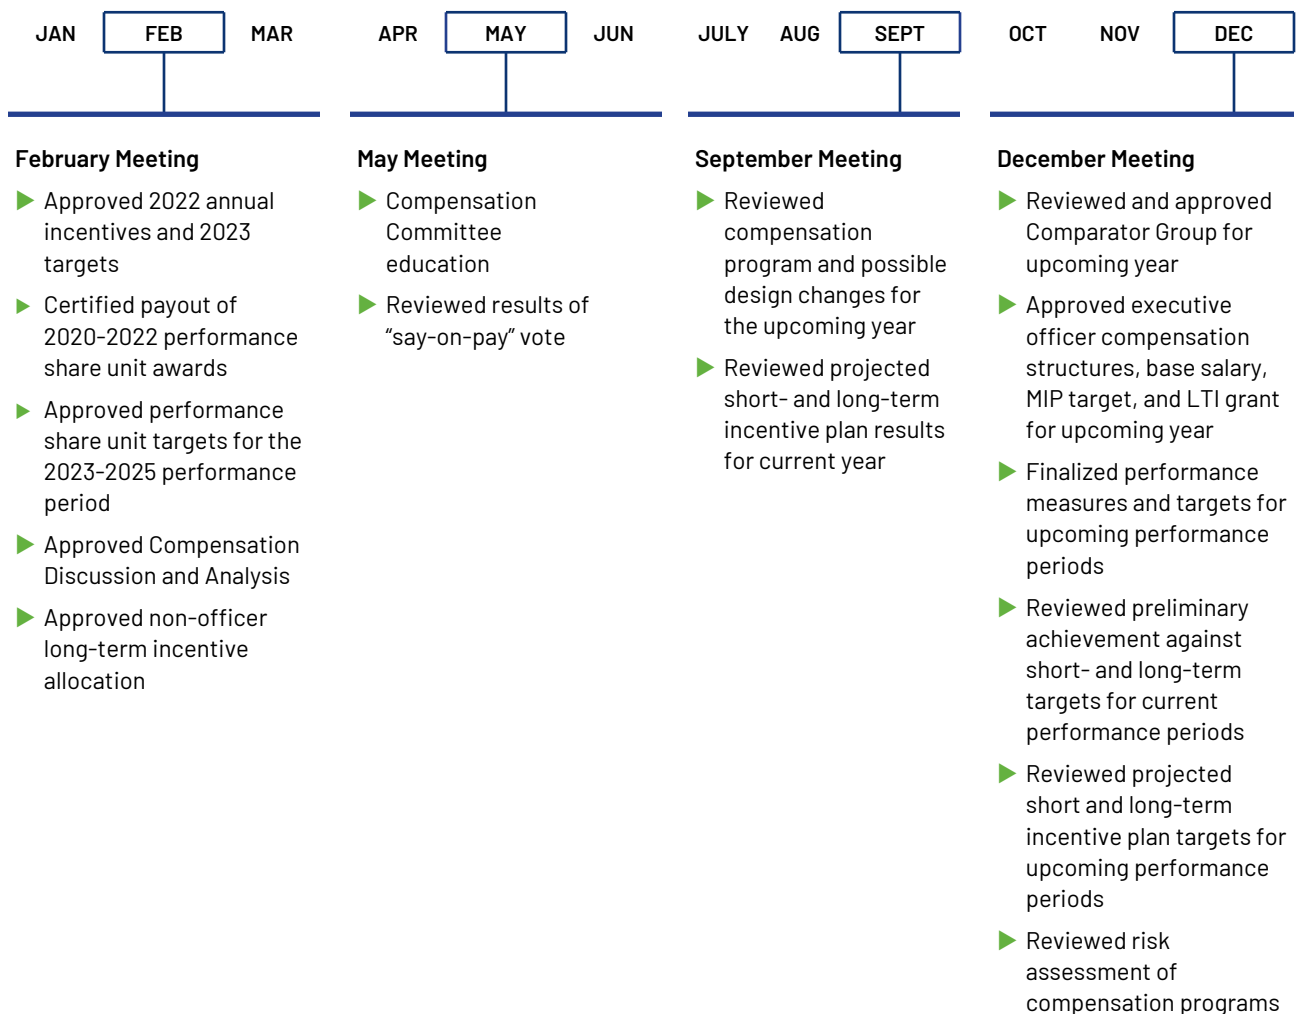 JAN FEB MAR APR MAY JUN JULY AUG SEPT OCT NOV DEC
February Meeting
Approved 2022 annual
incentives and 2023
targets
Certified payout of
2020-2022 performance
share unit awards
Approved performance
share unit targets for the
2023-2025 performance
period
Approved Compensation
Discussion and Analysis
Approved non-officer
long-term incentive
allocation
May Meeting
Compensation
Committee
education
Reviewed results of
“say-on-pay” vote
September Meeting
Reviewed
compensation
program and possible
design changes for
the upcoming year
Reviewed projected
short- and long-term
incentive plan results
for current year
December Meeting
Reviewed and approved
Comparator Group for
upcoming year
Approved executive
officer compensation
structures, base salary,
MIP target, and LTI grant
for upcoming year
Finalized performance
measures and targets for
upcoming performance
periods
Reviewed preliminary
achievement against
short- and long-term
targets for current
performance periods
Reviewed projected
short and long-term
incentive plan targets for
upcoming performance
periods
Reviewed risk
assessment of
compensation programs